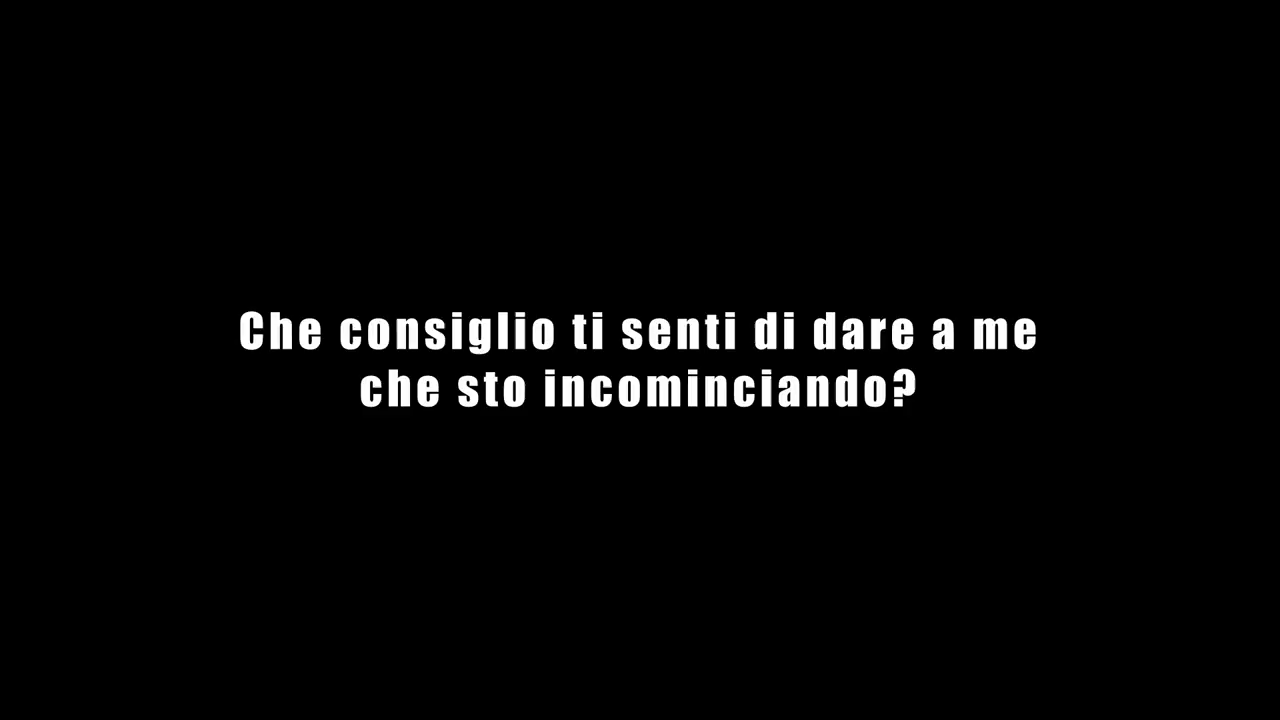 Che consiglio ti senti di dare a me
che sto incominciando?